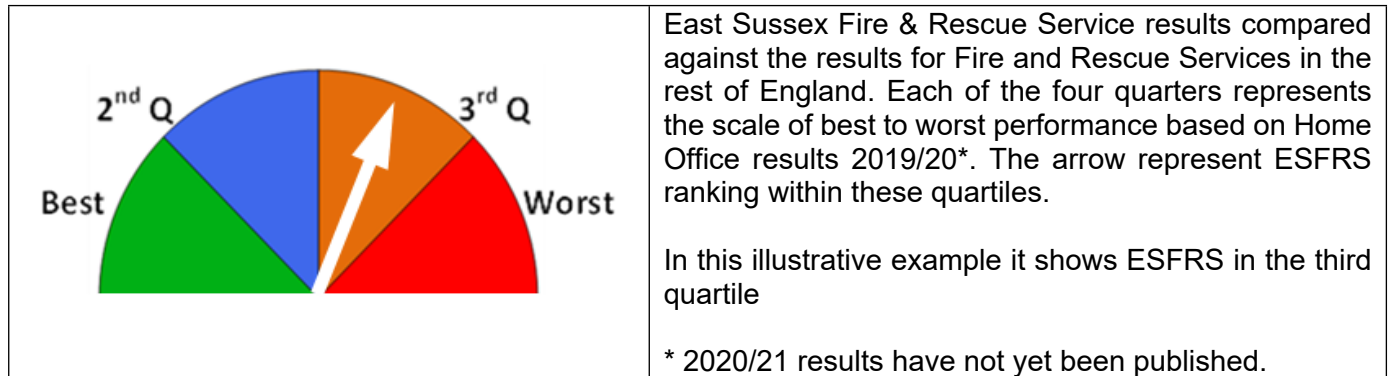 2nd Q
3rd Q
Best
Worst
East Sussex Fire & Rescue Service results compared
against the results for Fire and Rescue Services in the
rest of England. Each of the four quarters represents
the scale of best to worst performance based on Home
Office results 2019/20*. The arrow represent ESFRS
ranking within these quartiles.
In this illustrative example it shows ESFRS in the third
quartile
* 2020/21 results have not yet been published.